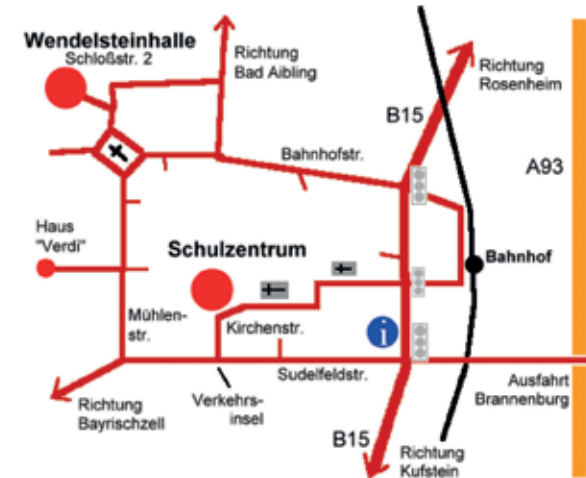 Wendelsteinhalle
Schloßstr. 2
Richtung
Bad Aibling
Richtung
Rosenheim
B15
A93
Bahnhofstr.
Haus
"Verdi"
Schulzentrum
Bahnhof
Mühlen-
str.
Kirchenstr.
i
Sudelfeldstr.
Ausfahrt
Brannenburg
Richtung
Bayrischzell
Verkehrs-
insel
B15
Richtung
Kufstein